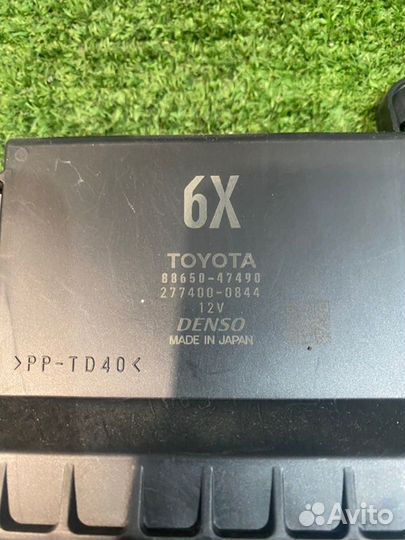 6X
TOYOTA
88650-47490
277400-0844
12V
DENSO
MADE IN JAPAN
>PP-TD40<
Avito